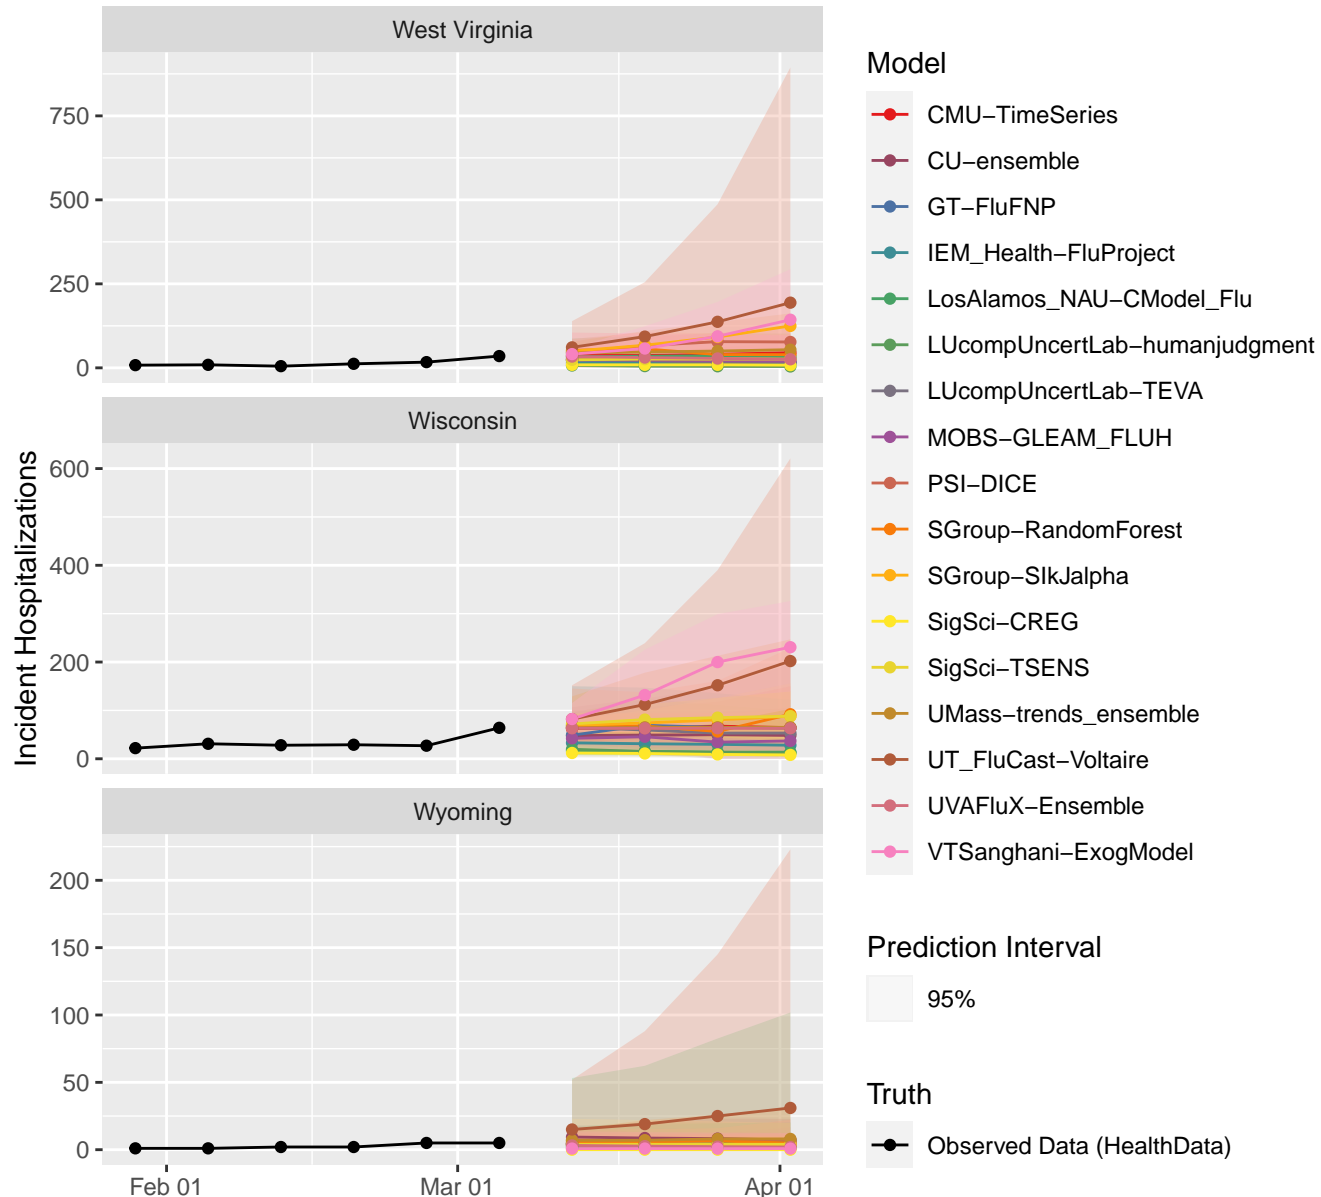 West Virginia
Model
CMU−TimeSeries
CU−ensemble
GT−FluFNP
IEM_Health−FluProject
LosAlamos_NAU−CModel_Flu
LUcompUncertLab−humanjudgment
LUcompUncertLab−TEVA
MOBS−GLEAM_FLUH
PSI−DICE
SGroup−RandomForest
SGroup−SIkJalpha
SigSci−CREG
SigSci−TSENS
UMass−trends_ensemble
UT_FluCast−Voltaire
UVAFluX−Ensemble
VTSanghani−ExogModel
Prediction Interval
95%
Truth
Observed Data (HealthData)
750
500
250
0
Wisconsin
600
400
200
0
Wyoming
200
150
100
50
0
Incident Hospitalizations
Feb 01
Mar 01
Apr 01